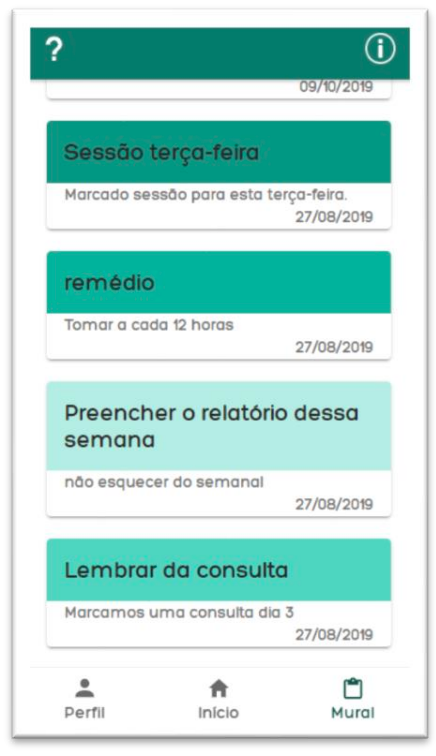 ?
i
09/10/2019
Sessão terça-feira
Marcado sessão para esta terça-feira.
27/08/2019
remédio
Tomar a cada 12 horas
27/08/2019
Preencher o relatório dessa
semana
não esquecer do semanal
27/08/2019
Lembrar da consulta
Marcamos uma consulta dia 3
27/08/2019
Perfil
Início
Mural